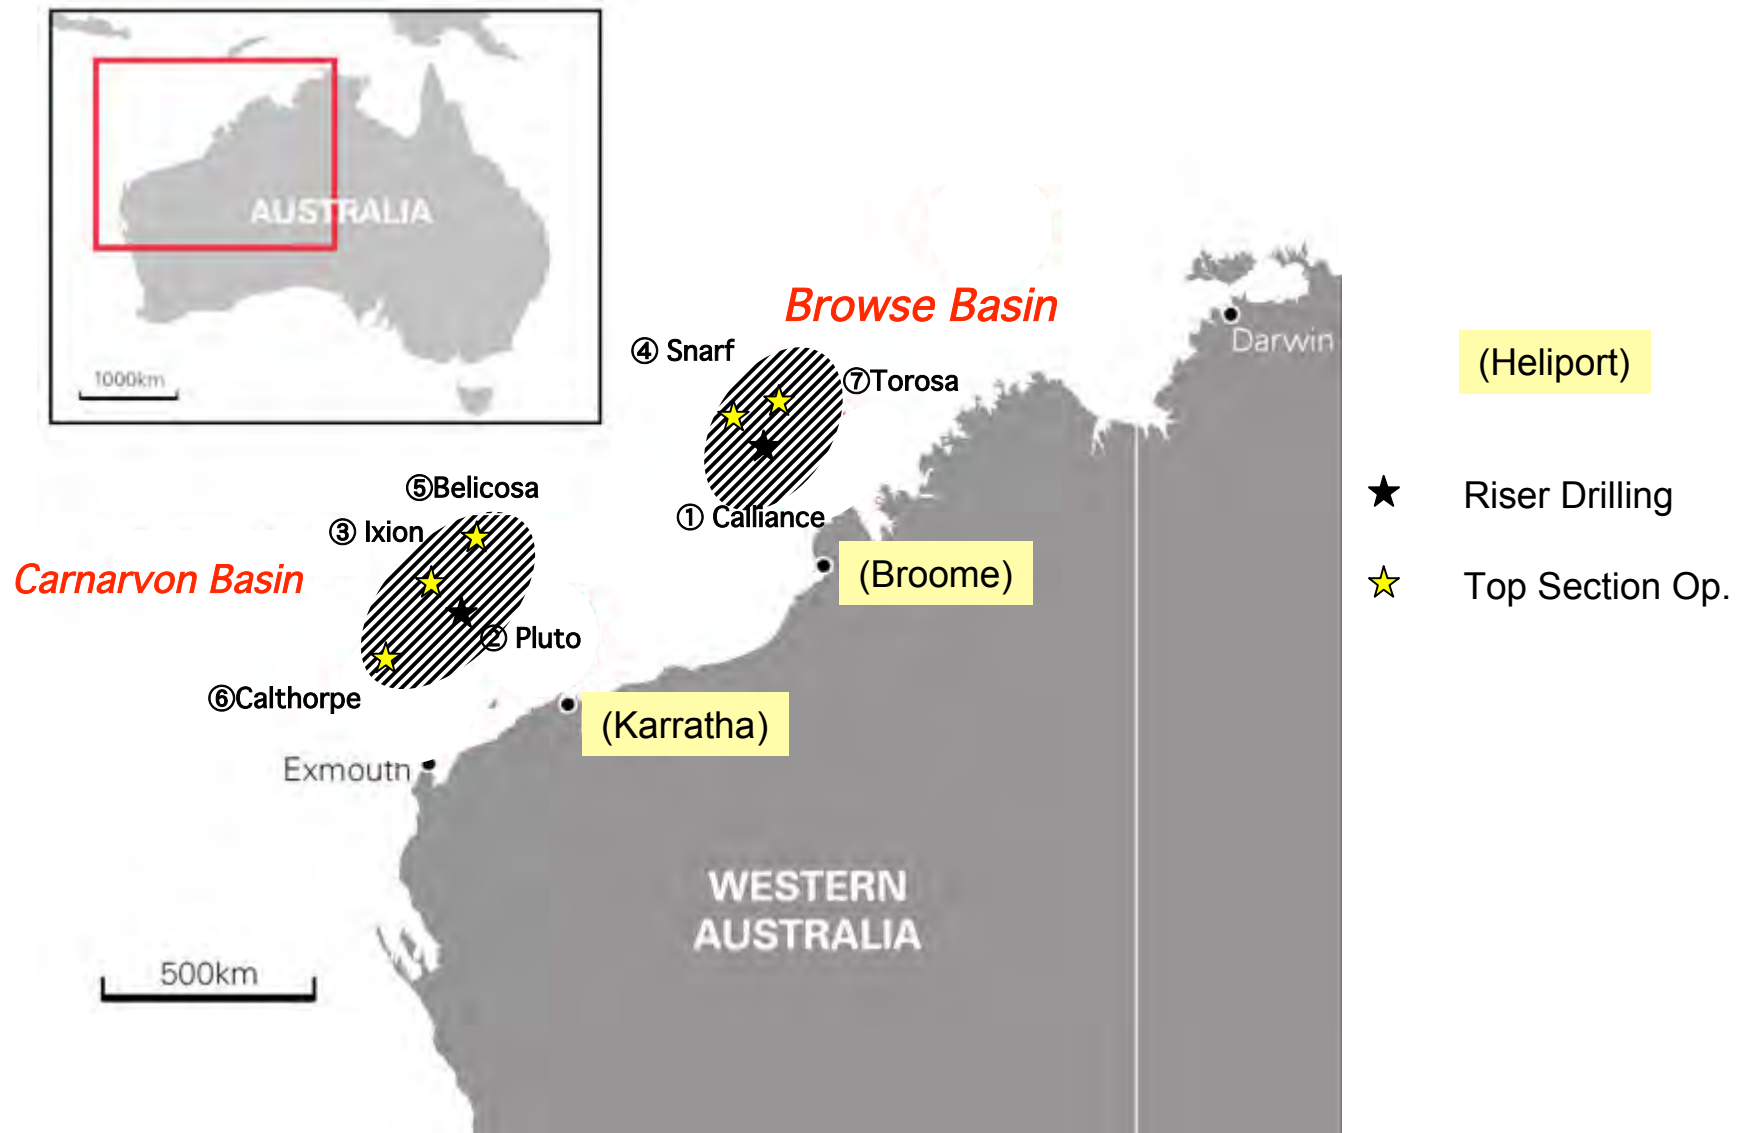 AUSTRALIA
1000km
Browse Basin
④ Snarf
⑦Torosa
Darwin
(Heliport)
⑤Belicosa
③ Ixion
① Calliance
Riser Drilling
Carnarvon Basin
(Broome)
Top Section Op.
② Pluto
⑥Calthorpe
(Karratha)
Exmouth
WESTERN
AUSTRALIA
500km